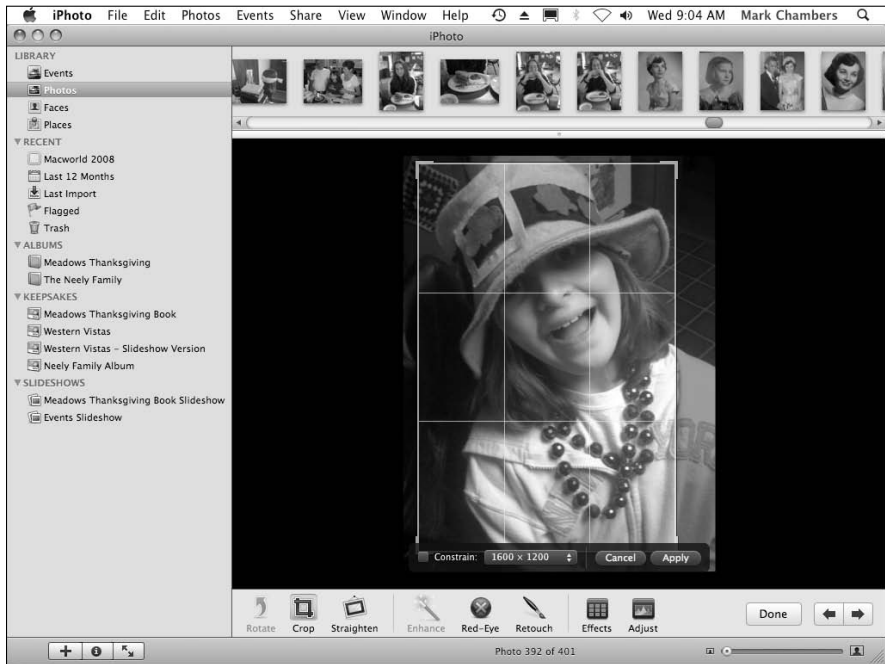 iPhoto File Edit Photos Events Share View Window Help Wed 9:04 AM Mark Chambers
iPhoto
LIBRARY
Events
Photos
Faces
Places
RECENT
Macworld 2008
Last 12 Months
Last Import
Flagged
Trash
ALBUMS
Meadows Thanksgiving
The Neely Family
KEEPSAKES
Meadows Thanksgiving Book
Western Vistas
Western Vistas – Slideshow Version
Neely Family Album
SLIDESHOWS
Meadows Thanksgiving Book Slideshow
Events Slideshow
YOR
Constrain: 1600 × 1200 Cancel Apply
Rotate Crop Straighten Enhance Red-Eye Retouch Effects Adjust Done
Photo 392 of 401